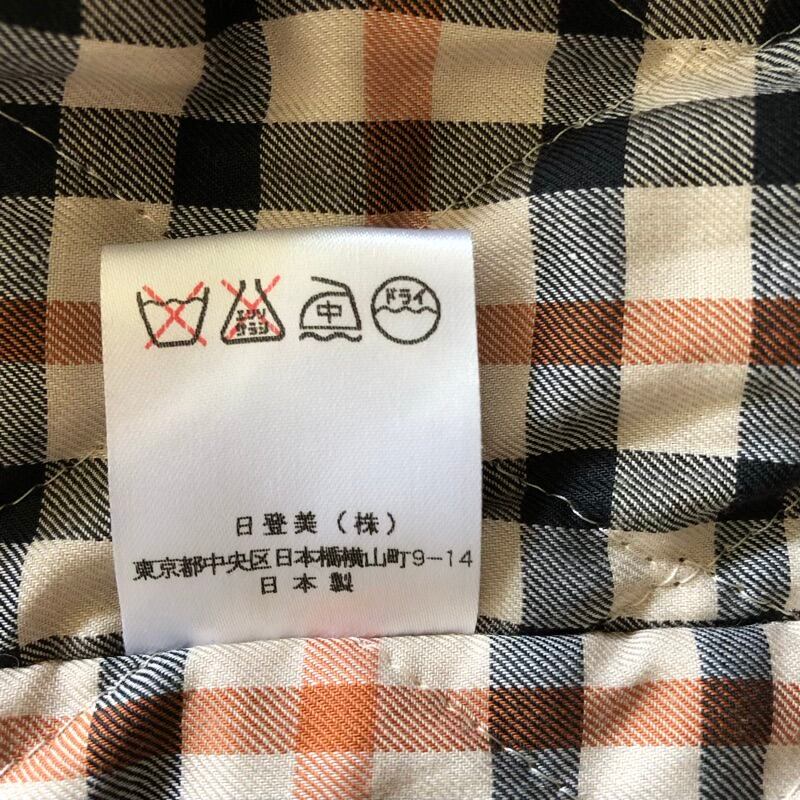 エンソ
サラシ
中
ドライ
日登美(株)
東京都中央区日本橋横山町9-14
日本製